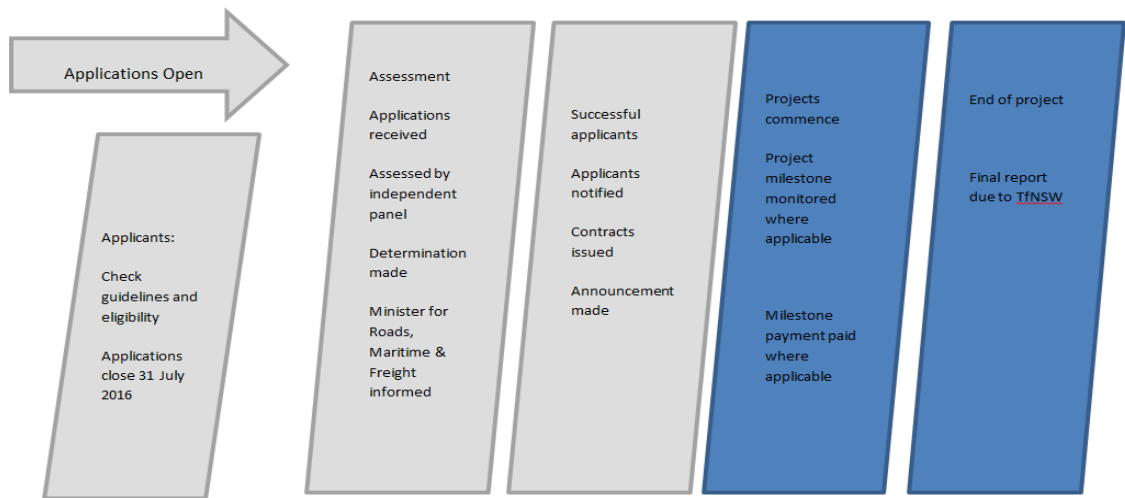 Applications Open
Applicants:
Check
guidelines and
eligibility
Applications
close 31 July
2016
Assessment
Applications
received
Assessed by
independent
panel
Determination
made
Minister for
Roads,
Maritime &
Freight
informed
Successful
applicants
Applicants
notified
Contracts
issued
Announcement
made
Projects
commence
Project
milestone
monitored
where
applicable
Milestone
payment paid
where
applicable
End of project
Final report
due to TfNSW